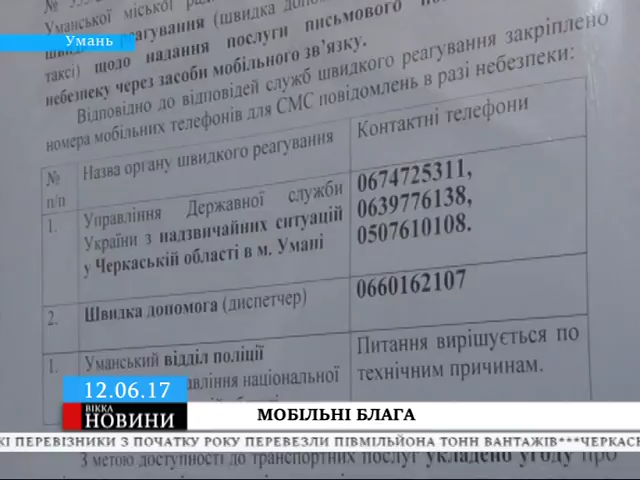 Уманської міської
швидкого реагування (швидка
Умань
таксі) щодо надання послуги письмового
небезпеку через засоби мобільного зв'язку.
Відповідно до відповідей служб швидкого реагування закріплено
номера мобільних телефонів для СМС повідомлень в разі небезпеки:
№ п/п Назва органу швидкого реагування Контактні телефони
1. Управління Державної служби 0674725311,
України з надзвичайних ситуацій 0639776138,
у Черкаській області в м. Умані 0507610108.
2. Швидка допомога (диспетчер) 0660162107
1. Уманський відділ поліції Питання вирішується по
національної технічним причинам.
12.06.17
ВІККА
НОВИНИ
МОБІЛЬНІ БЛАГА
КІ ПЕРЕВІЗНИКИ З ПОЧАТКУ РОКУ ПЕРЕВЕЗЛИ ПІВМІЛЬЙОНА ТОНН ВАНТАЖІВ***ЧЕРКАС
З метою доступності до транспортних послуг укладено угоду про